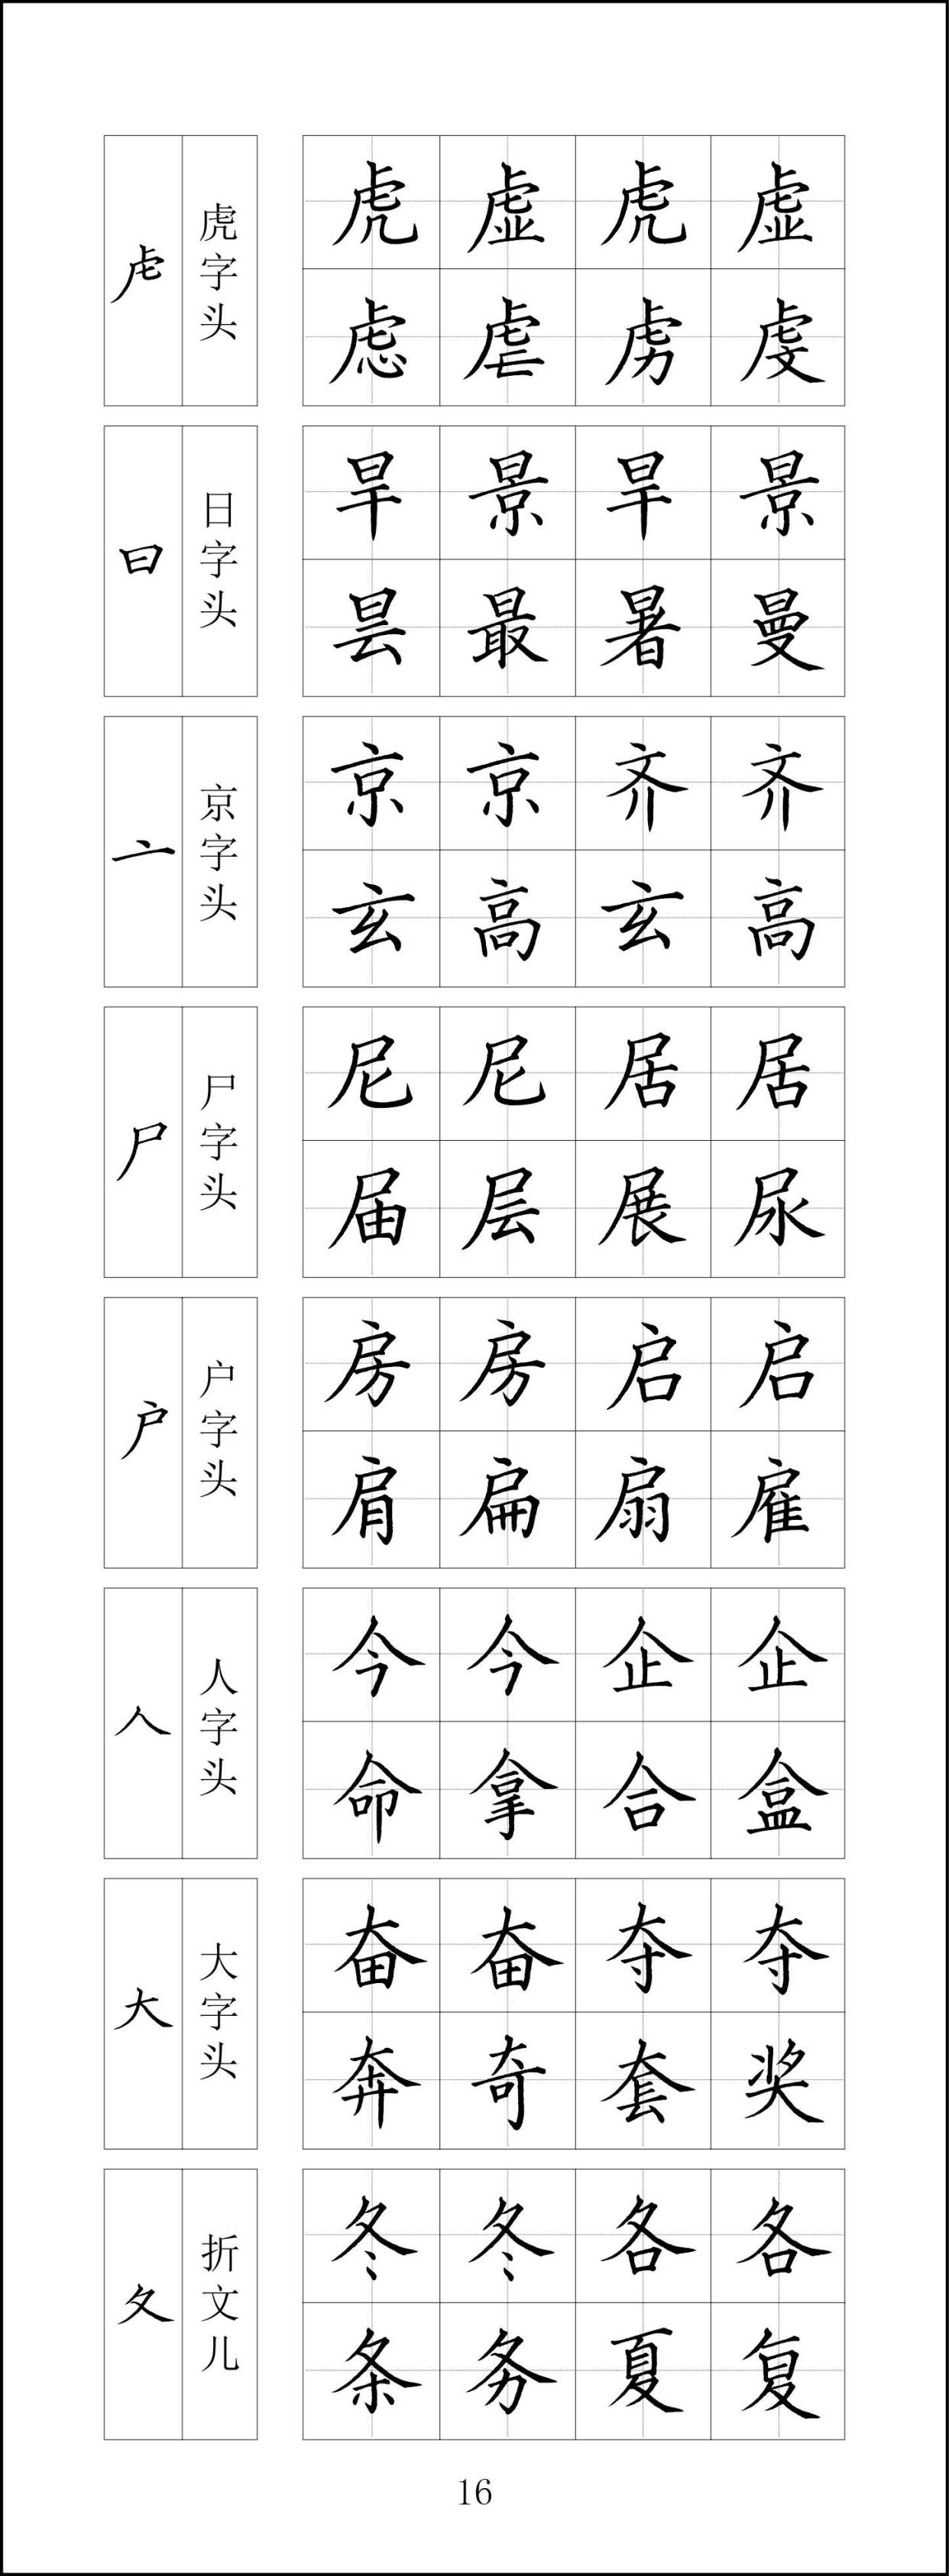 虍
虎字头
虎虚虎虚
虑虐虏虔
日
日字头
旱景旱景
昙最暑曼
亠
京字头
京京齐齐
玄高玄高
尸
尸字头
尼尼居居
届层展尿
户
户字头
房房启启
肩扁扇雇
人
人字头
今今企企
命拿合盒
大
大字头
奋奋夺夺
奔奇套奖
夂
折文儿
冬冬各各
条务夏复
16